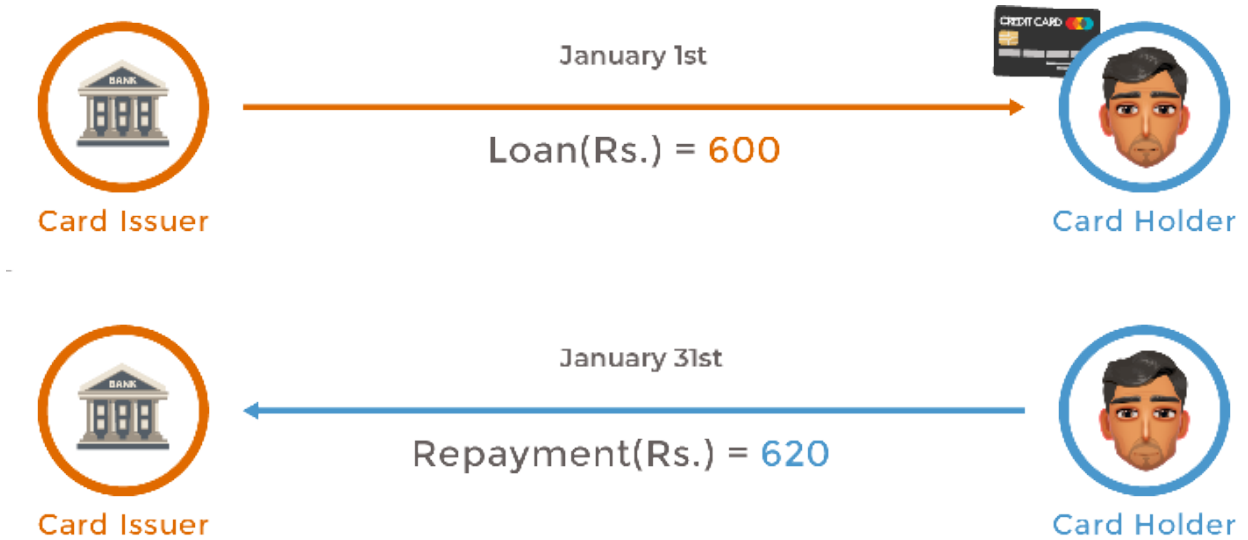 CREDIT CARD
January 1st
BANK
Loan(Rs.) = 600
Card Issuer
Card Holder
January 31st
BANK
Repayment(Rs.) = 620
Card Issuer
Card Holder